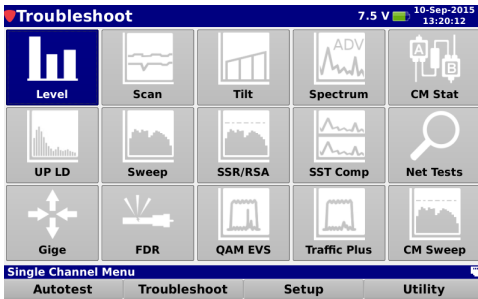 Troubleshoot 7.5 V 10-Sep-2015
13:20:12
ADV
A
B
Level Scan Tilt Spectrum CM Stat
UP LD Sweep SSR/RSA SST Comp Net Tests
Gige FDR QAM EVS Traffic Plus CM Sweep
Single Channel Menu
Autotest Troubleshoot Setup Utility